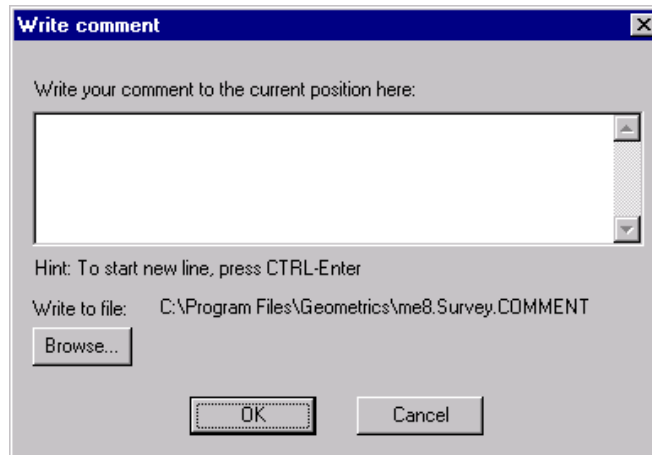 Write comment
Write your comment to the current position here:
Hint: To start new line, press CTRL-Enter
Write to file: C:\Program Files\Geometrics\me8.Survey.COMMENT
Browse...
OK Cancel